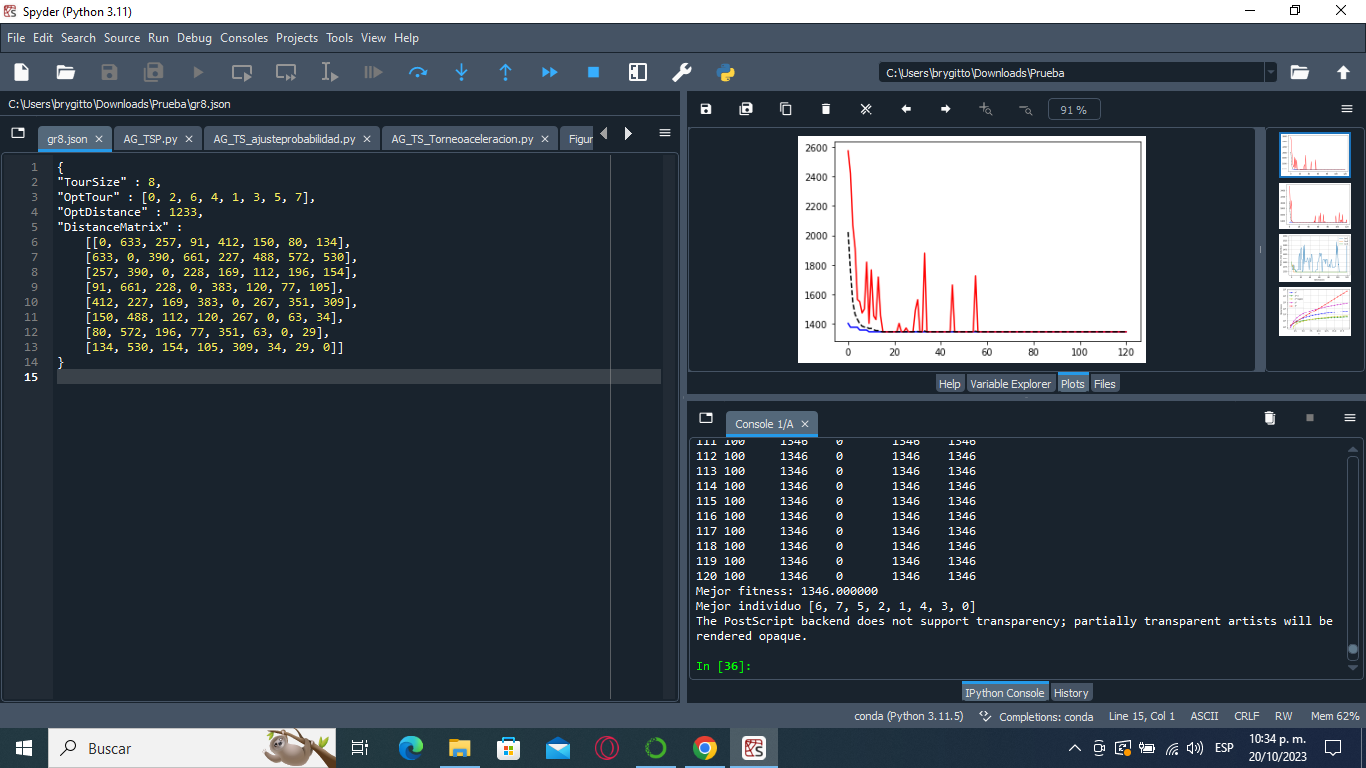 Spyder (Python 3.11)
File Edit Search Source Run Debug Consoles Projects Tools View Help
C:\Users\brygitto\Downloads\Prueba
C:\Users\brygitto\Downloads\Prueba\gr8.json
gr8.json AG_TSP.py AG_TS_ajusteprobabilidad.py AG_TS_Torneoaceleracion.py Figur
1 {
2 "TourSize" : 8,
3 "OptTour" : [0, 2, 6, 4, 1, 3, 5, 7],
4 "OptDistance" : 1233,
5 "DistanceMatrix" :
6 [[0, 633, 257, 91, 412, 150, 80, 134],
7 [633, 0, 390, 661, 227, 488, 572, 530],
8 [257, 390, 0, 228, 169, 112, 196, 154],
9 [91, 661, 228, 0, 383, 120, 77, 105],
10 [412, 227, 169, 383, 0, 267, 351, 309],
11 [150, 488, 112, 120, 267, 0, 63, 34],
12 [80, 572, 196, 77, 351, 63, 0, 29],
13 [134, 530, 154, 105, 309, 34, 29, 0]]
14 }
15
91 %
2600
2400
2200
2000
1800
1600
1400
0 20 40 60 80 100 120
Help Variable Explorer Plots Files
Console 1/A
111 100 1346 0 1346 1346
112 100 1346 0 1346 1346
113 100 1346 0 1346 1346
114 100 1346 0 1346 1346
115 100 1346 0 1346 1346
116 100 1346 0 1346 1346
117 100 1346 0 1346 1346
118 100 1346 0 1346 1346
119 100 1346 0 1346 1346
120 100 1346 0 1346 1346
Mejor fitness: 1346.000000
Mejor individuo [6, 7, 5, 2, 1, 4, 3, 0]
The PostScript backend does not support transparency; partially transparent artists will be
rendered opaque.
In [36]:
IPython Console History
conda (Python 3.11.5) Completions: conda Line 15, Col 1 ASCII CRLF RW Mem 62%
Buscar
ESP
10:34 p. m.
20/10/2023